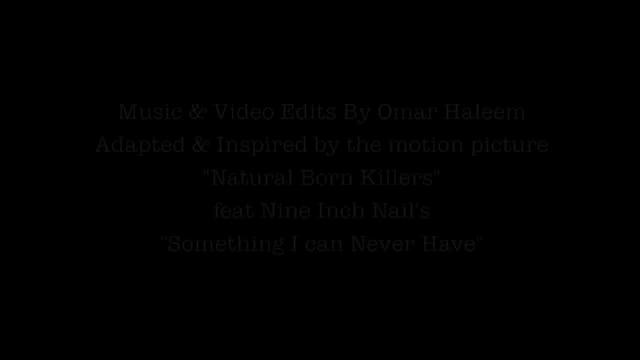 Music & Video Edits By Omar Haleem
Adapted & Inspired by the motion picture
"Natural Born Killers"
feat Nine Inch Nail's
"Something I can Never Have"